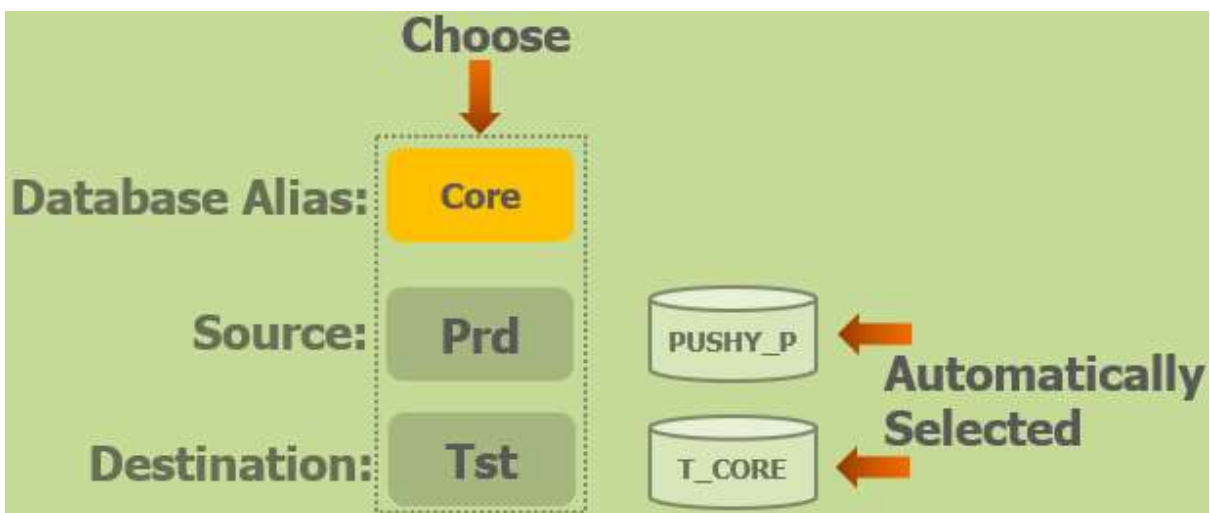 Choose
Database Alias: Core
Source: Prd PUSHY_P
Automatically
Selected
Destination: Tst T_CORE